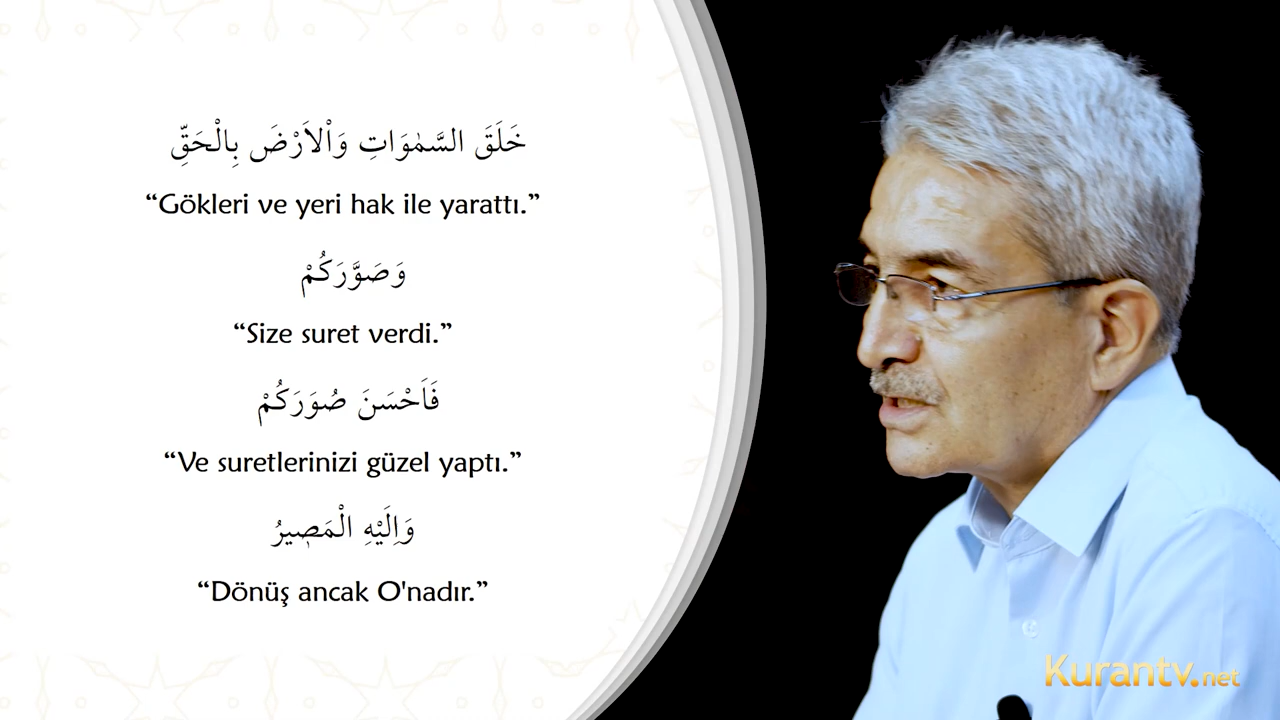 خَلَقَ السَّمٰوَاتِ وَاْلاَرْضَ بِالْحَقِّ
“Gökleri ve yeri hak ile yarattı.”
وَصَوَّرَكُمْ
“Size suret verdi.”
فَاَحْسَنَ صُوَرَكُمْ
“Ve suretlerinizi güzel yaptı.”
وَاِلَيْهِ الْمَصٖيرُ
“Dönüş ancak O'nadır.”
Kurantv.net